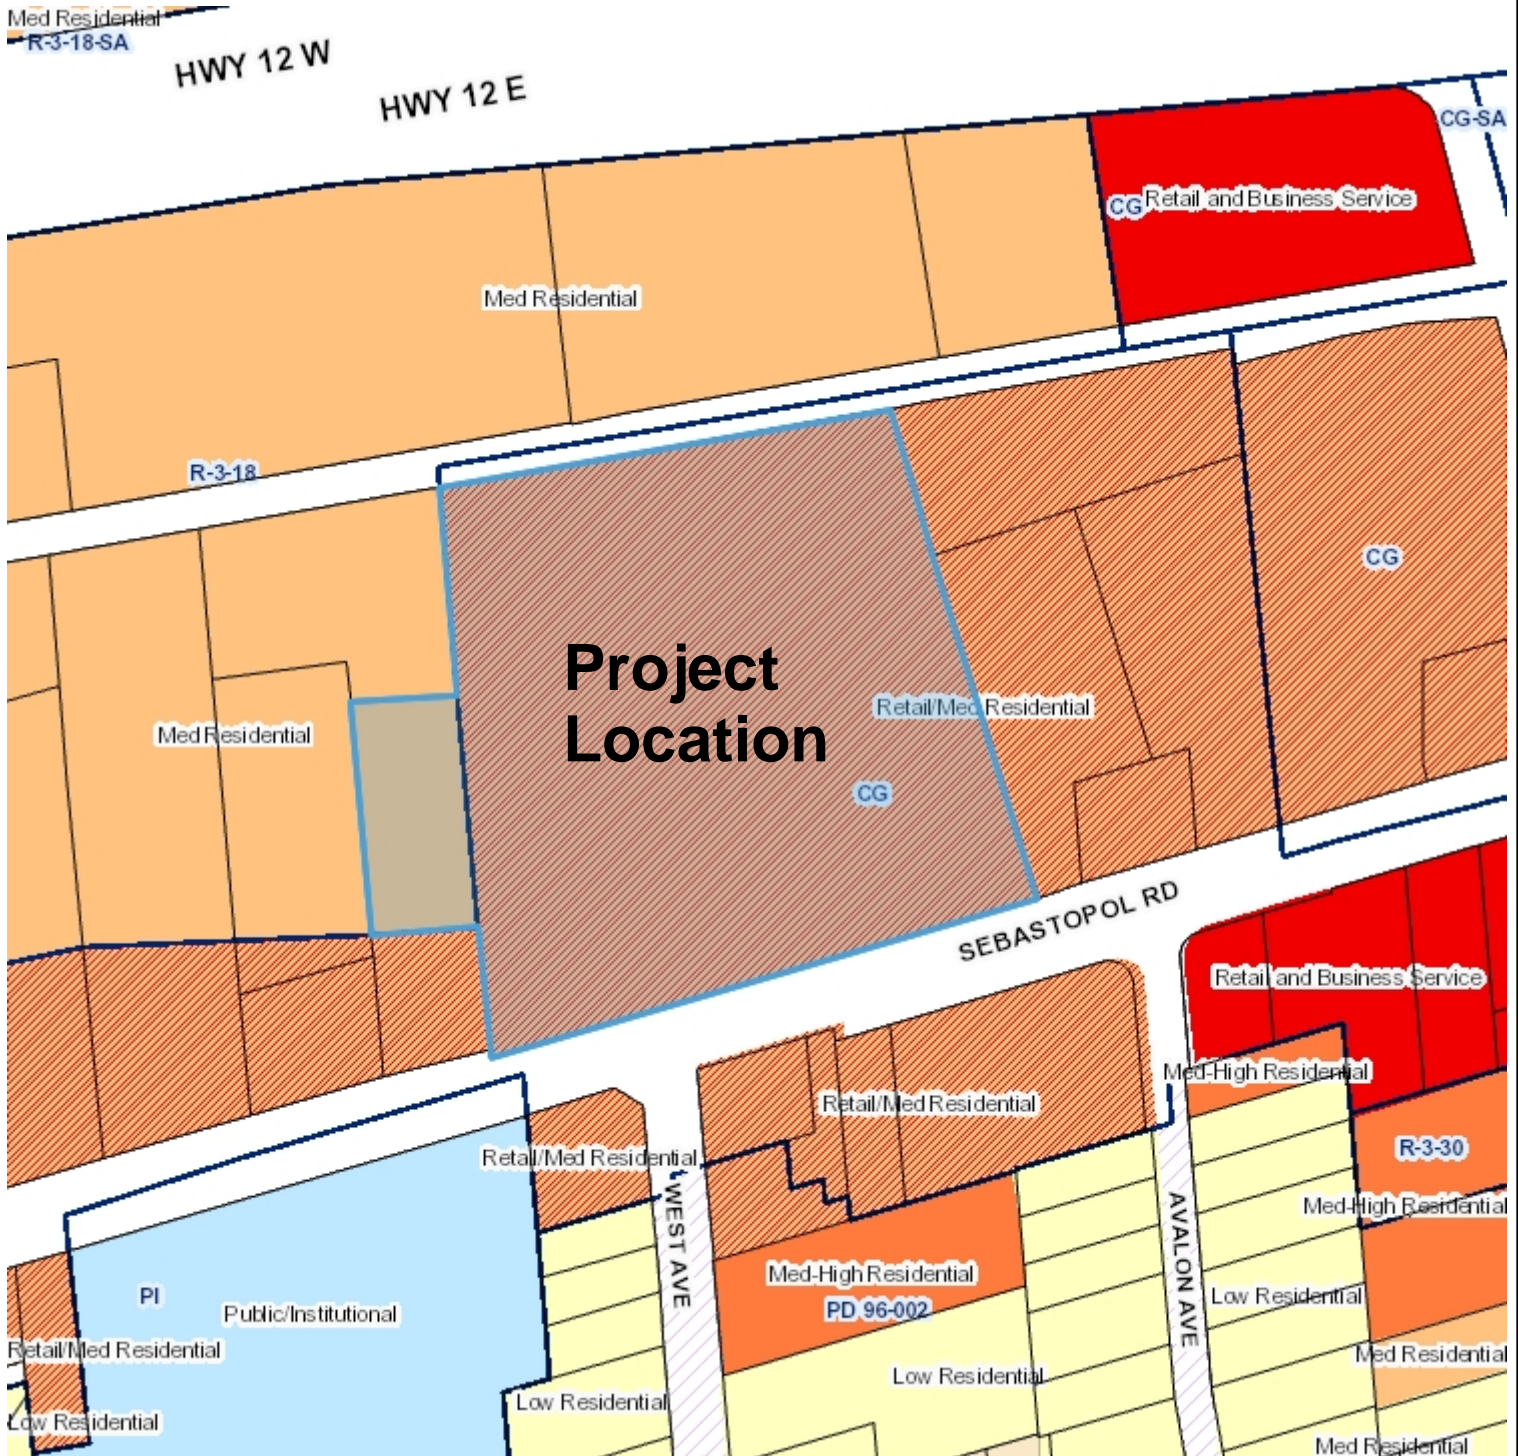 Med Residential
R-3-18-SA
HWY 12 W
HWY 12 E
CG-SA
CG
Retail and Business Service
Med Residential
R-3-18
CG
Project
Location
Retail/Med Residential
Med Residential
CG
SEBASTOPOL RD
Retail and Business Service
Med-High Residential
Retail/Med Residential
Retail/Med Residential
R-3-30
WEST AVE
AVALON AVE
Med-High Residential
Med-High Residential
PD 96-002
PI
Public/Institutional
Low Residential
Retail/Med Residential
Med Residential
Low Residential
Low Residential
Low Residential
Med Residential